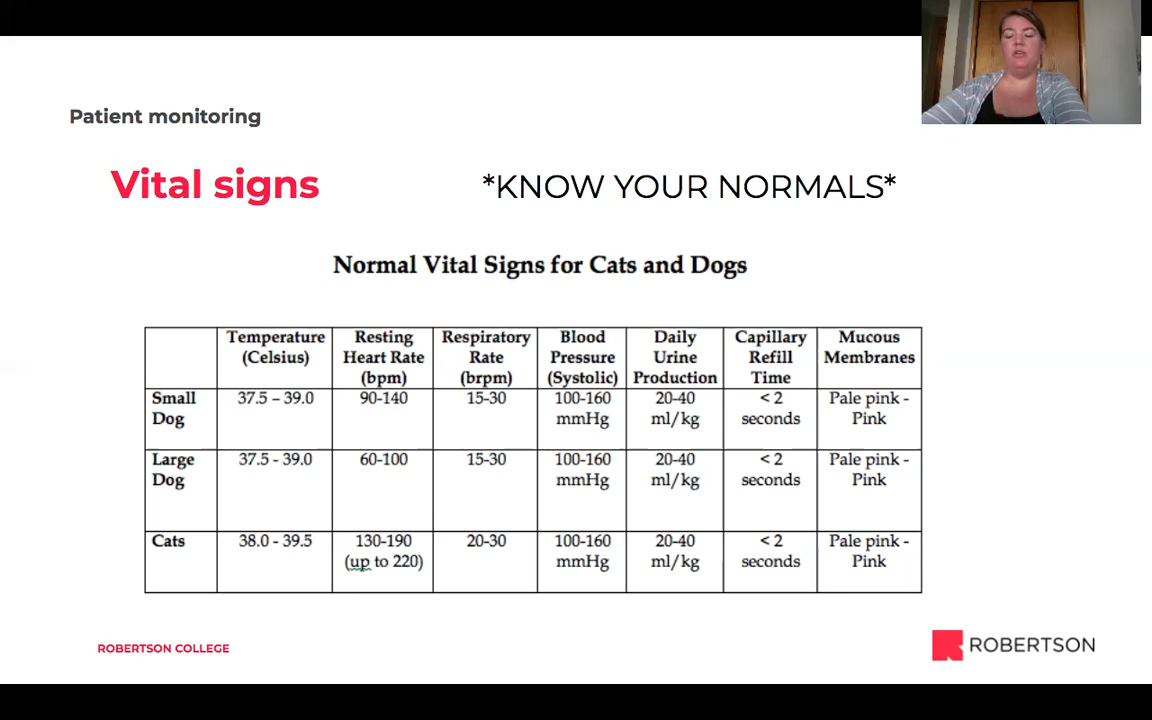 Patient monitoring
Vital signs
*KNOW YOUR NORMALS*
Normal Vital Signs for Cats and Dogs
Temperature (Celsius) Resting Heart Rate (bpm) Respiratory Rate (brpm) Blood Pressure (Systolic) Daily Urine Production Capillary Refill Time Mucous Membranes
Small Dog 37.5 – 39.0 90-140 15-30 100-160 mmHg 20-40 ml/kg < 2 seconds Pale pink - Pink
Large Dog 37.5 - 39.0 60-100 15-30 100-160 mmHg 20-40 ml/kg < 2 seconds Pale pink - Pink
Cats 38.0 - 39.5 130-190 (up to 220) 20-30 100-160 mmHg 20-40 ml/kg < 2 seconds Pale pink - Pink
ROBERTSON COLLEGE
ROBERTSON